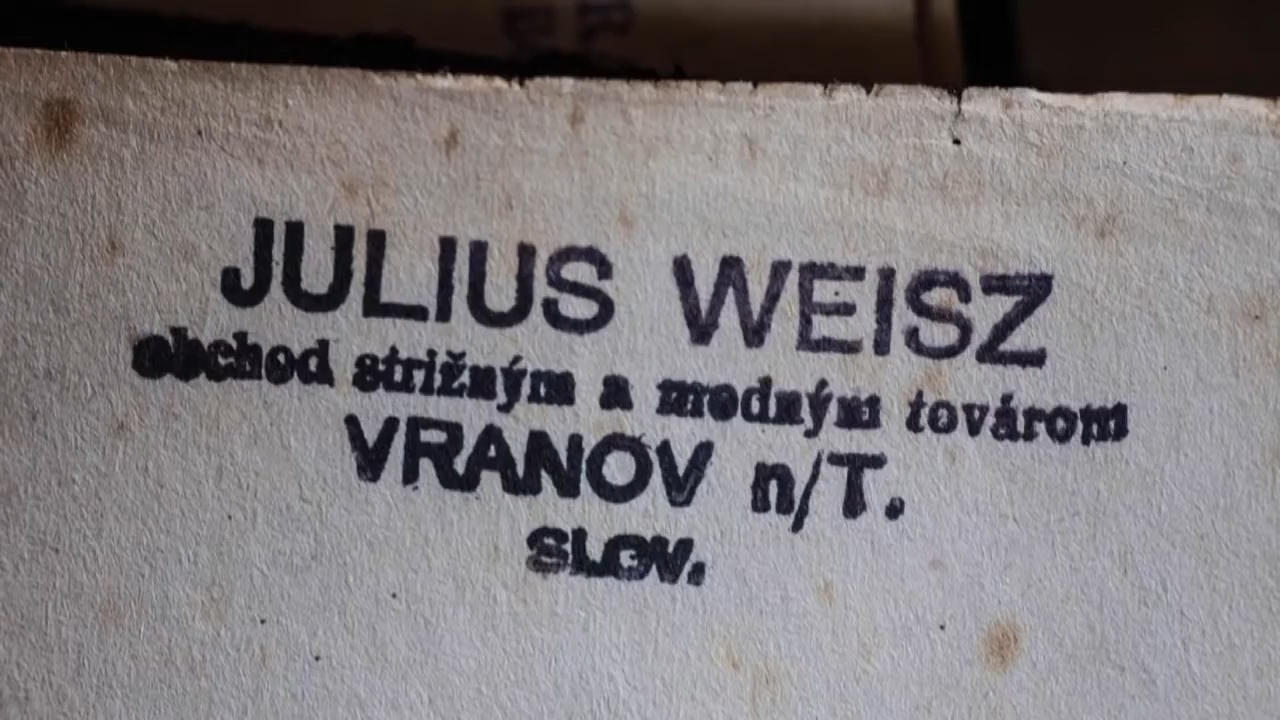 JULIUS WEISZ
obchod strižným a modným továrom
VRANOV n/T.
SLOV.